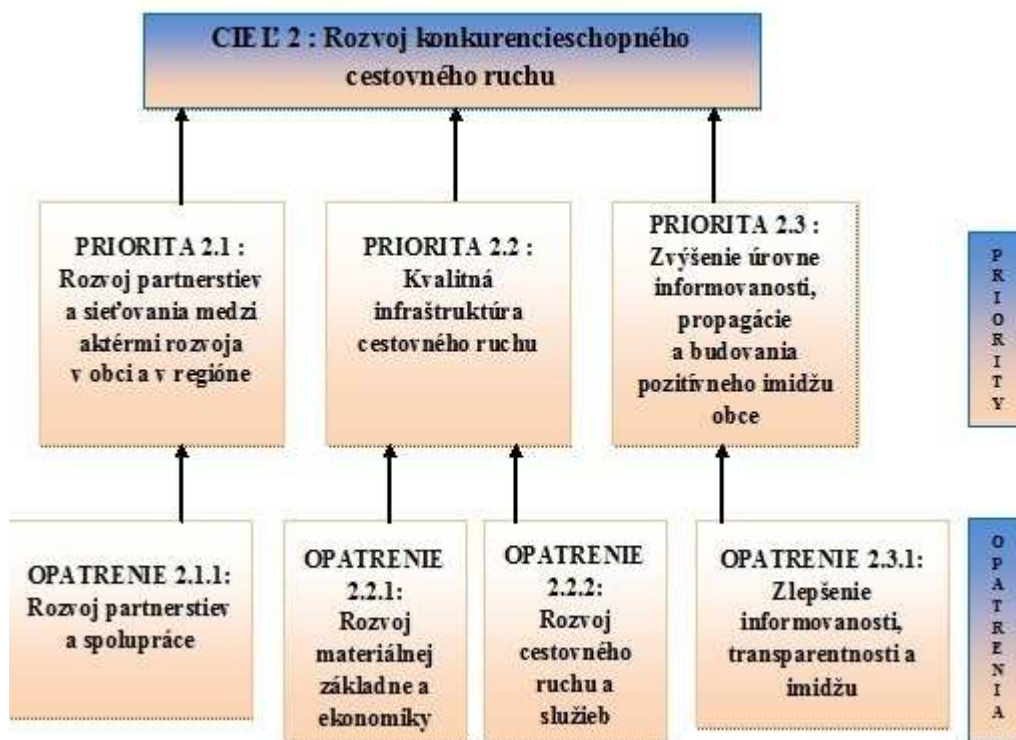 CIEĽ 2 : Rozvoj konkurencieschopného
cestovného ruchu
PRIORITA 2.1 :
Rozvoj partnerstiev
a sieťovania medzi
aktérmi rozvoja
v obci a v regióne
PRIORITA 2.2 :
Kvalitná
infraštruktúra
cestovného ruchu
PRIORITA 2.3 :
Zvýšenie úrovne
informovanosti,
propagácie
a budovania
pozitívneho imidžu
obce
PRIORITY
OPATRENIE 2.1.1:
Rozvoj partnerstiev
a spolupráce
OPATRENIE
2.2.1:
Rozvoj
materiálnej
základne a
ekonomiky
OPATRENIE
2.2.2:
Rozvoj
cestovného
ruchu a
služieb
OPATRENIE 2.3.1:
Zlepšenie
informovanosti,
transparentnosti a
imidžu
OPATRENIA